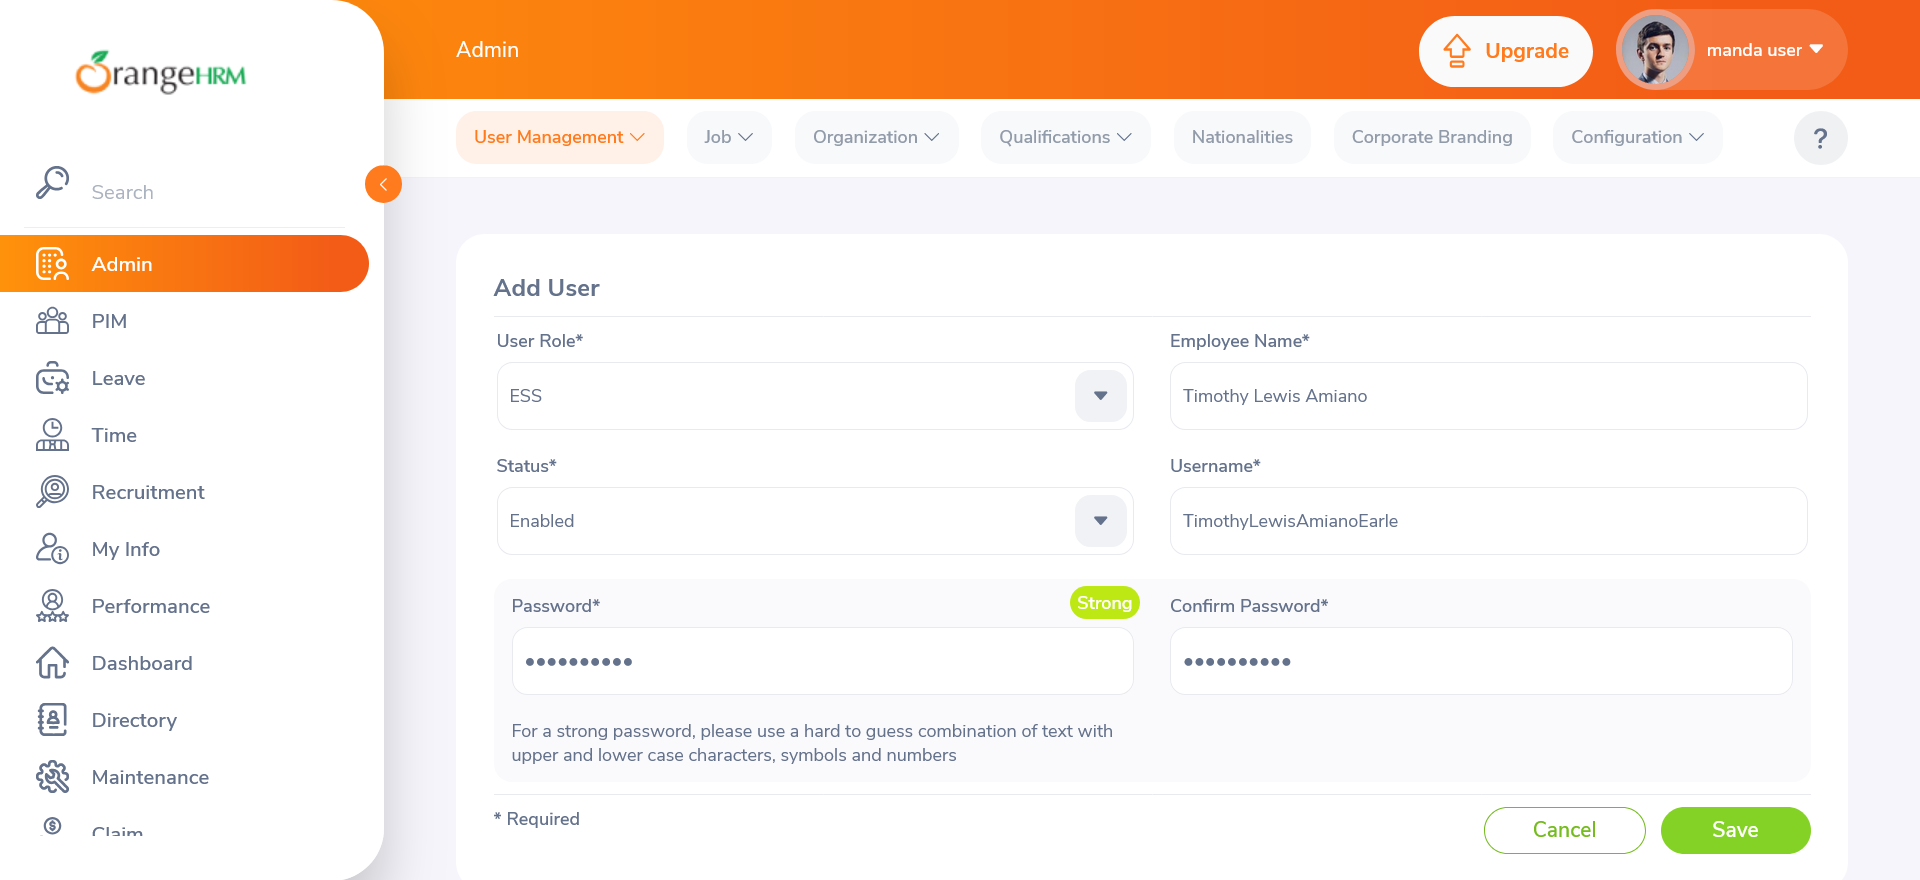 OrangeHRM
Admin
Upgrade
manda user
User Management
Job
Organization
Qualifications
Nationalities
Corporate Branding
Configuration
?
Search
Admin
PIM
Leave
Time
Recruitment
My Info
Performance
Dashboard
Directory
Maintenance
Claim
Add User
User Role*
ESS
Employee Name*
Timothy Lewis Amiano
Status*
Enabled
Username*
TimothyLewisAmianoEarle
Password*
Strong
Confirm Password*
For a strong password, please use a hard to guess combination of text with
upper and lower case characters, symbols and numbers
* Required
Cancel
Save